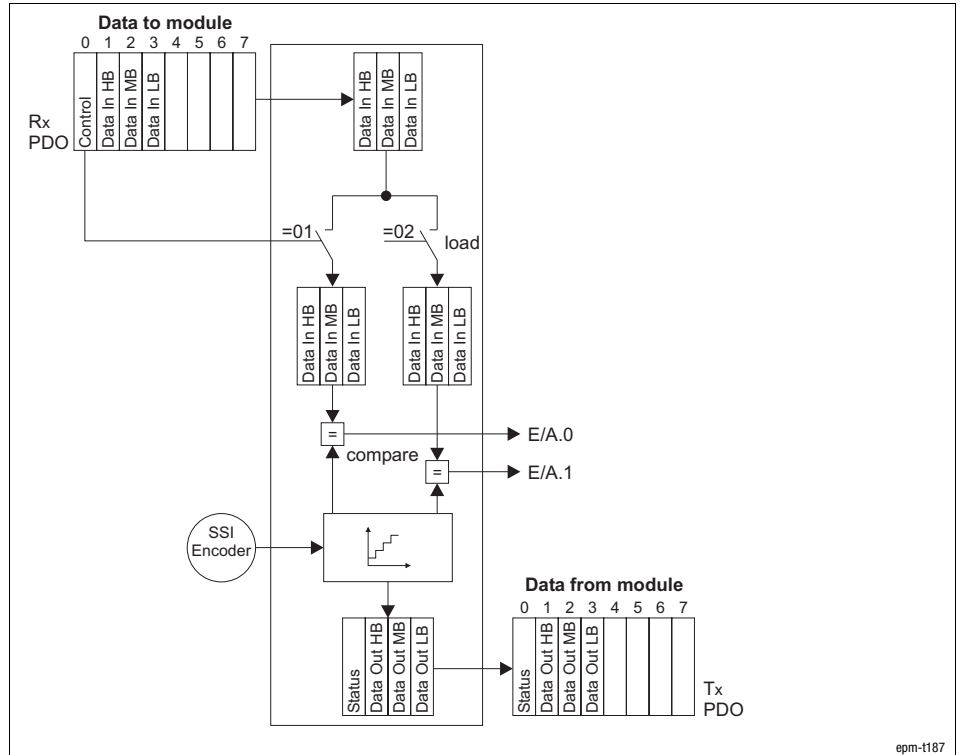 Data to module
0 1 2 3 4 5 6 7
Rx
PDO
Control
Data In HB
Data In MB
Data In LB
Data In HB
Data In MB
Data In LB
=01
=02
load
Data In HB
Data In MB
Data In LB
Data In HB
Data In MB
Data In LB
=
E/A.0
compare
=
E/A.1
SSI
Encoder
Data from module
0 1 2 3 4 5 6 7
Status
Data Out HB
Data Out MB
Data Out LB
Status
Data Out HB
Data Out MB
Data Out LB
Tx
PDO
epm-t187